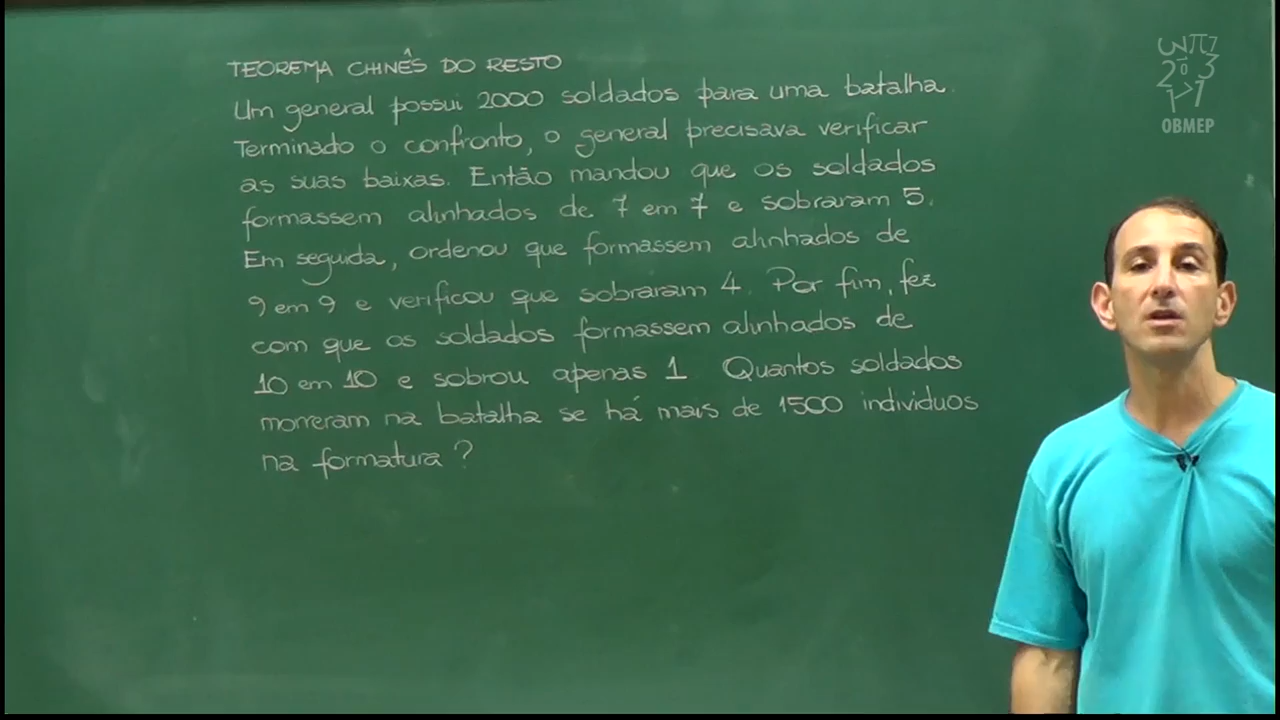 TEOREMA CHINÊS DO RESTO
Um general possui 2000 soldados para uma batalha.
Terminado o confronto, o general precisava verificar
as suas baixas. Então mandou que os soldados
formassem alinhados de 7 em 7 e sobraram 5.
Em seguida, ordenou que formassem alinhados de
9 em 9 e verificou que sobraram 4. Por fim, fez
com que os soldados formassem alinhados de
10 em 10 e sobrou apenas 1. Quantos soldados
morreram na batalha se há mais de 1500 indivíduos
na formatura?
OBMEP